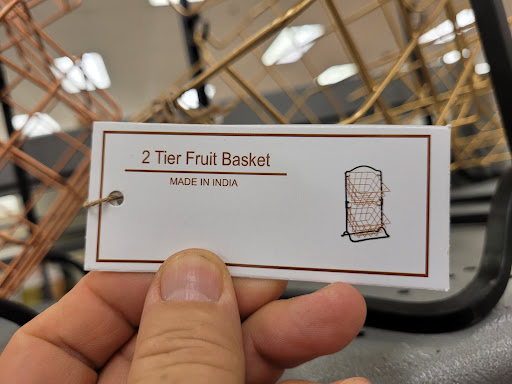 2 Tier Fruit Basket
MADE IN INDIA